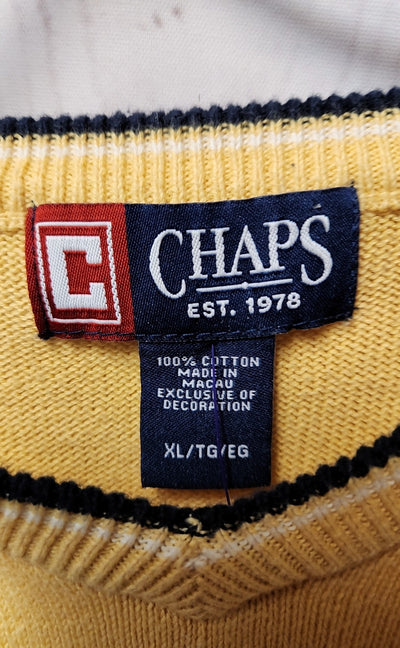 C
CHAPS
EST. 1978
100% COTTON
MADE IN
MACAU
EXCLUSIVE OF
DECORATION
XL/TG/EG